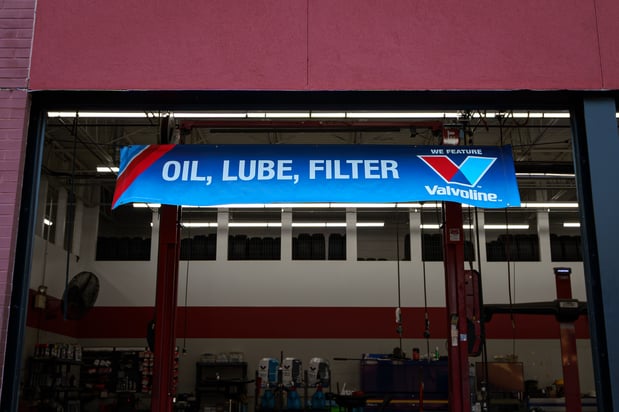 OIL, LUBE, FILTER
WE FEATURE
Valvoline